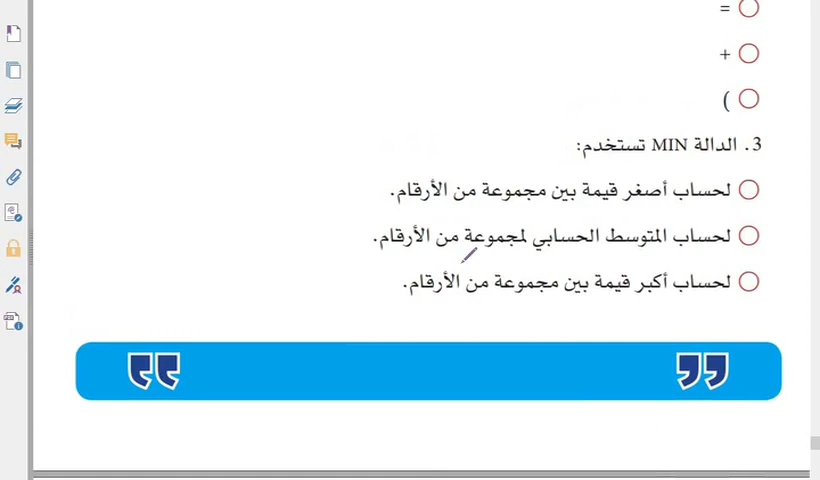 =
+
(
3. الدالة MIN تستخدم:
لحساب أصغر قيمة بين مجموعة من الأرقام.
لحساب المتوسط الحسابي لمجموعة من الأرقام.
لحساب أكبر قيمة بين مجموعة من الأرقام.